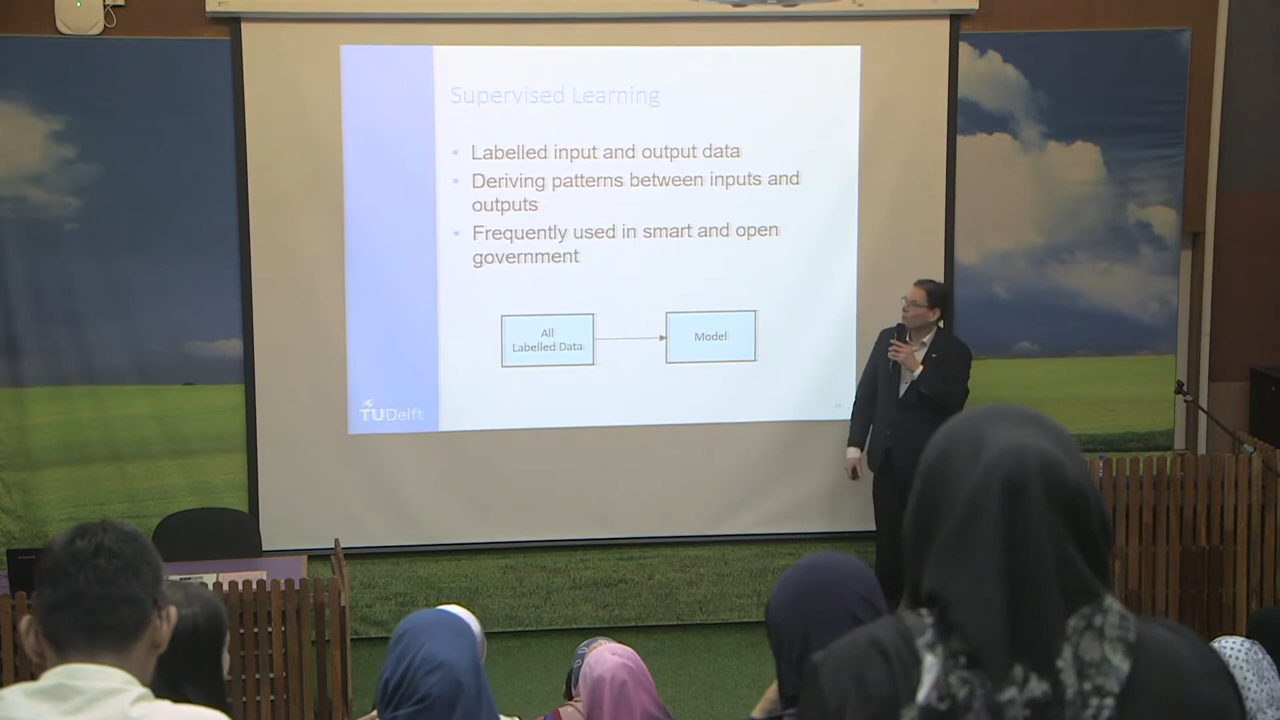 Supervised Learning
• Labelled input and output data
• Deriving patterns between inputs and
outputs
• Frequently used in smart and open
government
All
Labelled Data
Model
TUDelft